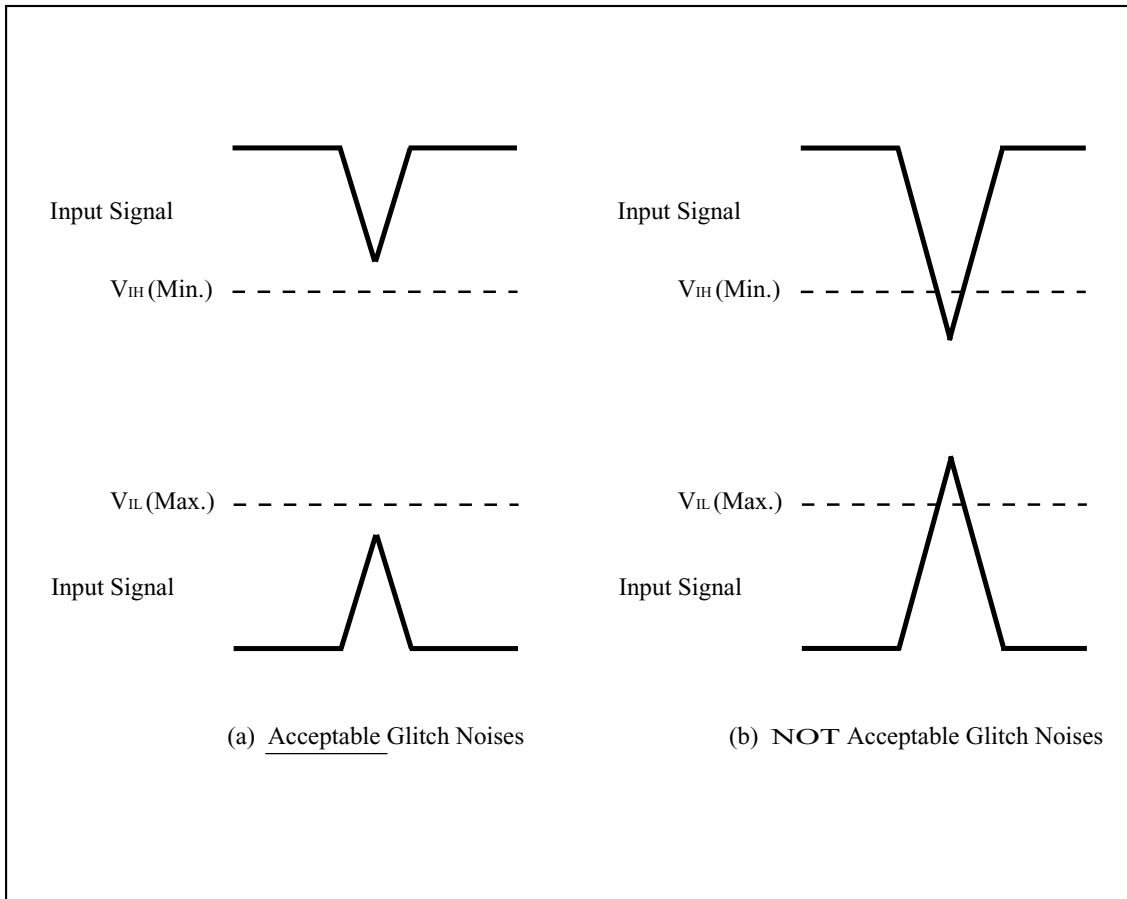 Input Signal
VIH (Min.)
VIL (Max.)
Input Signal
(a) Acceptable Glitch Noises
Input Signal
VIH (Min.)
VIL (Max.)
Input Signal
(b) NOT Acceptable Glitch Noises